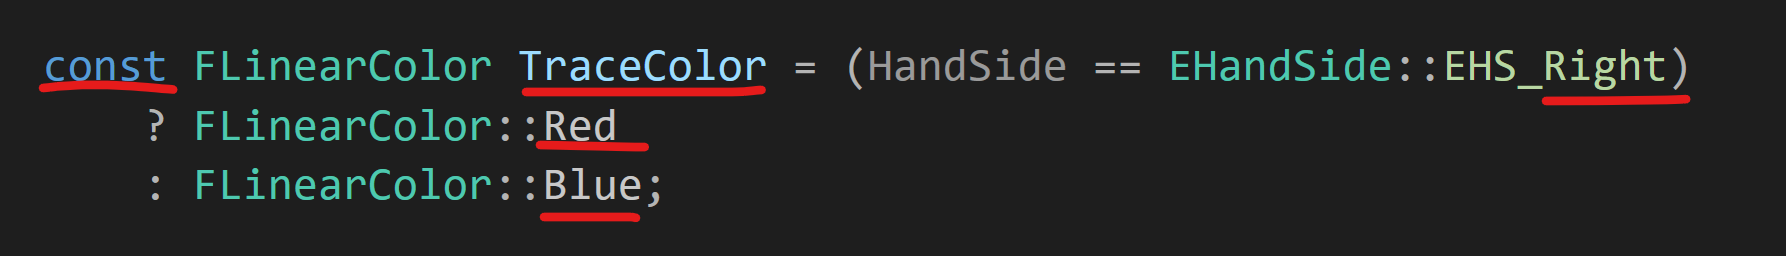 const FLinearColor TraceColor = (HandSide == EHandSide::EHS_Right)
? FLinearColor::Red
: FLinearColor::Blue;